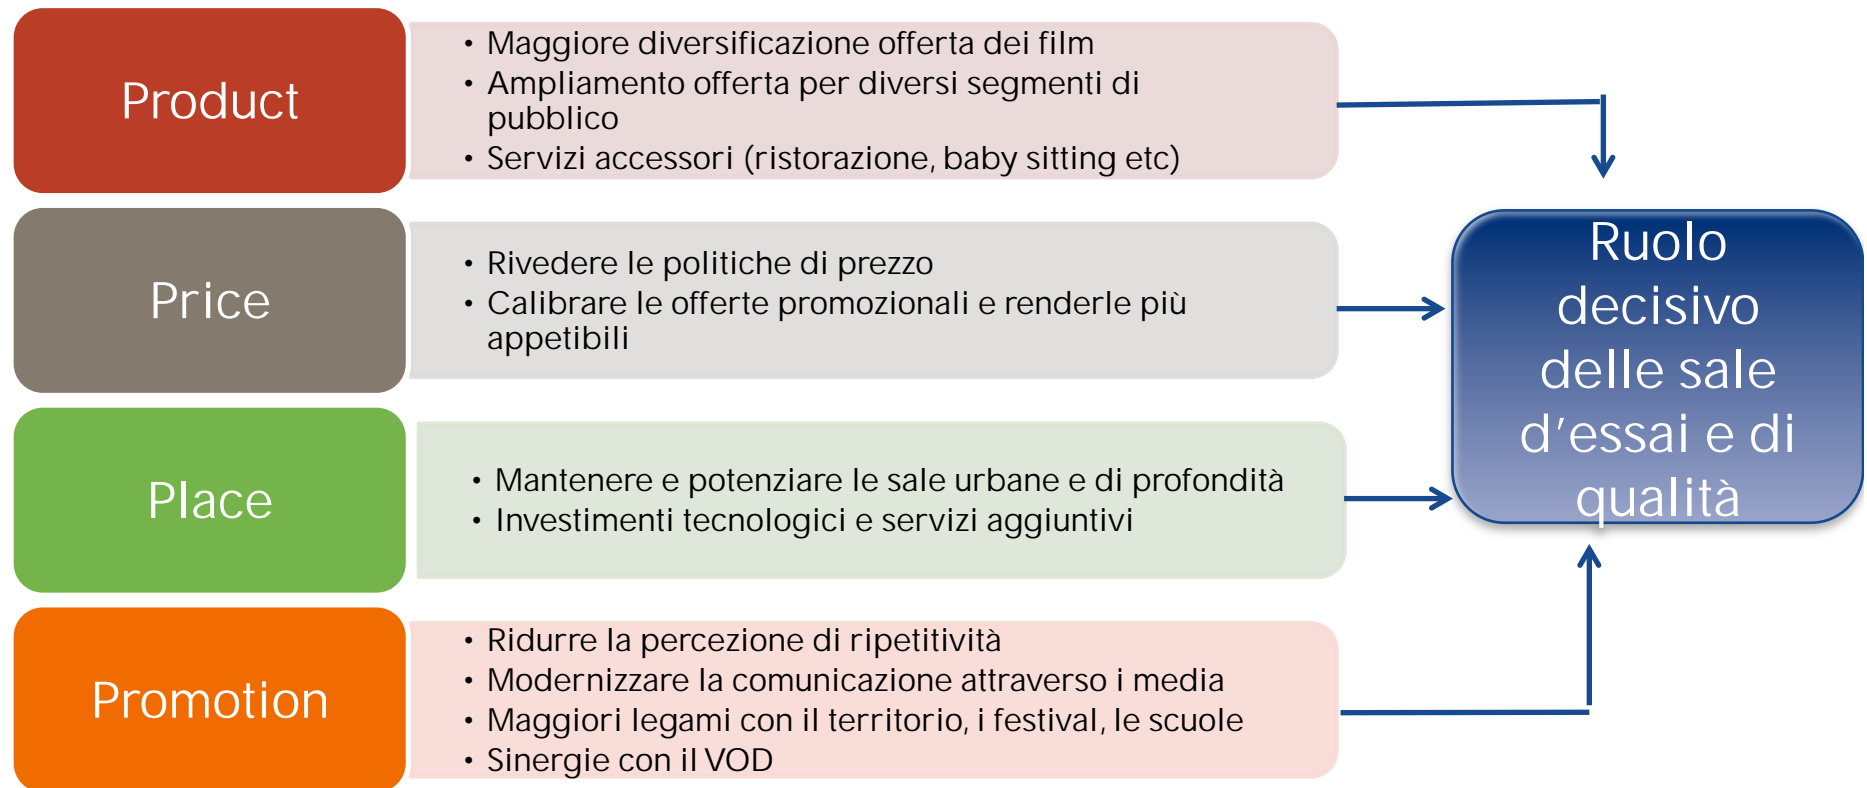 Product
• Maggiore diversificazione offerta dei film
• Ampliamento offerta per diversi segmenti di
pubblico
• Servizi accessori (ristorazione, baby sitting etc)
Price
• Rivedere le politiche di prezzo
• Calibrare le offerte promozionali e renderle più
appetibili
Place
• Mantenere e potenziare le sale urbane e di profondità
• Investimenti tecnologici e servizi aggiuntivi
Promotion
• Ridurre la percezione di ripetitività
• Modernizzare la comunicazione attraverso i media
• Maggiori legami con il territorio, i festival, le scuole
• Sinergie con il VOD
Ruolo
decisivo
delle sale
d’essai e di
qualità